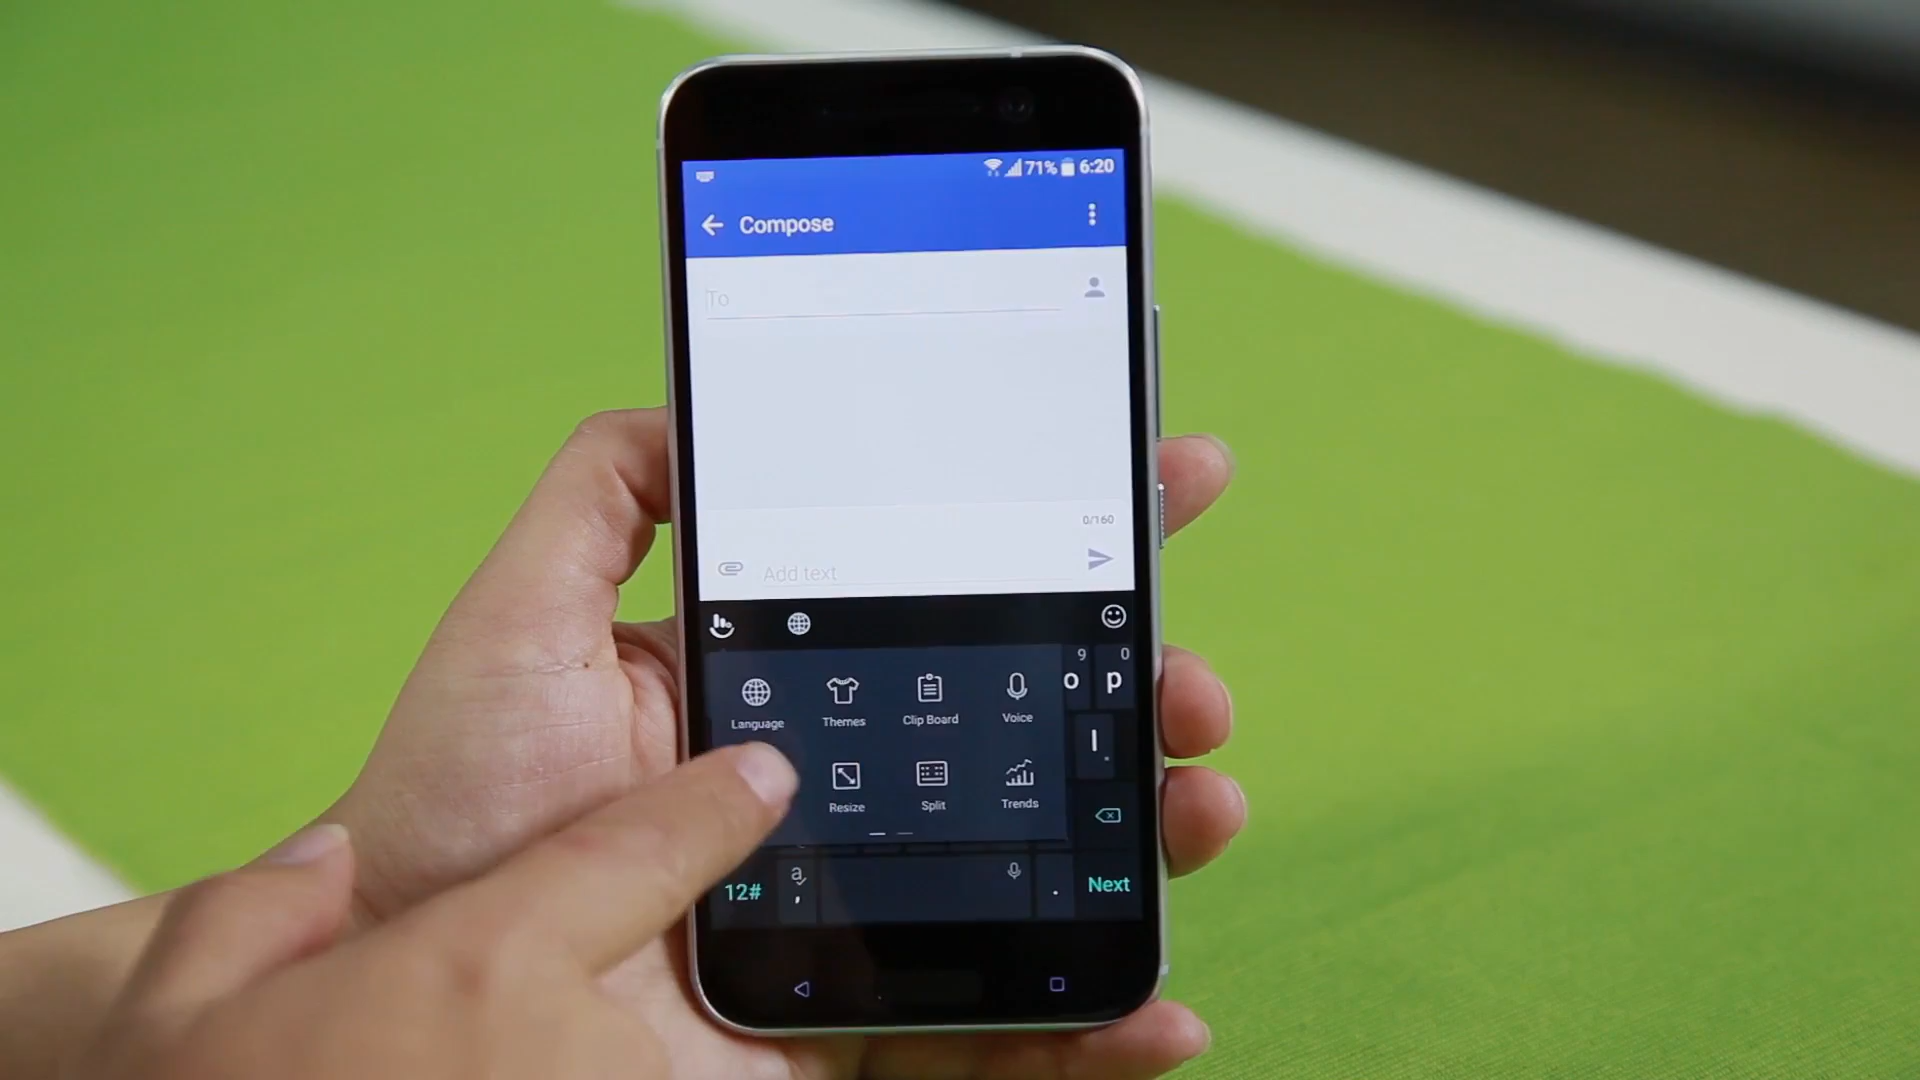 71% 6:20
Compose
To
0/160
Add text
9 0
o p
Language Themes Clip Board Voice
l
Resize Split Trends
12# a , . Next